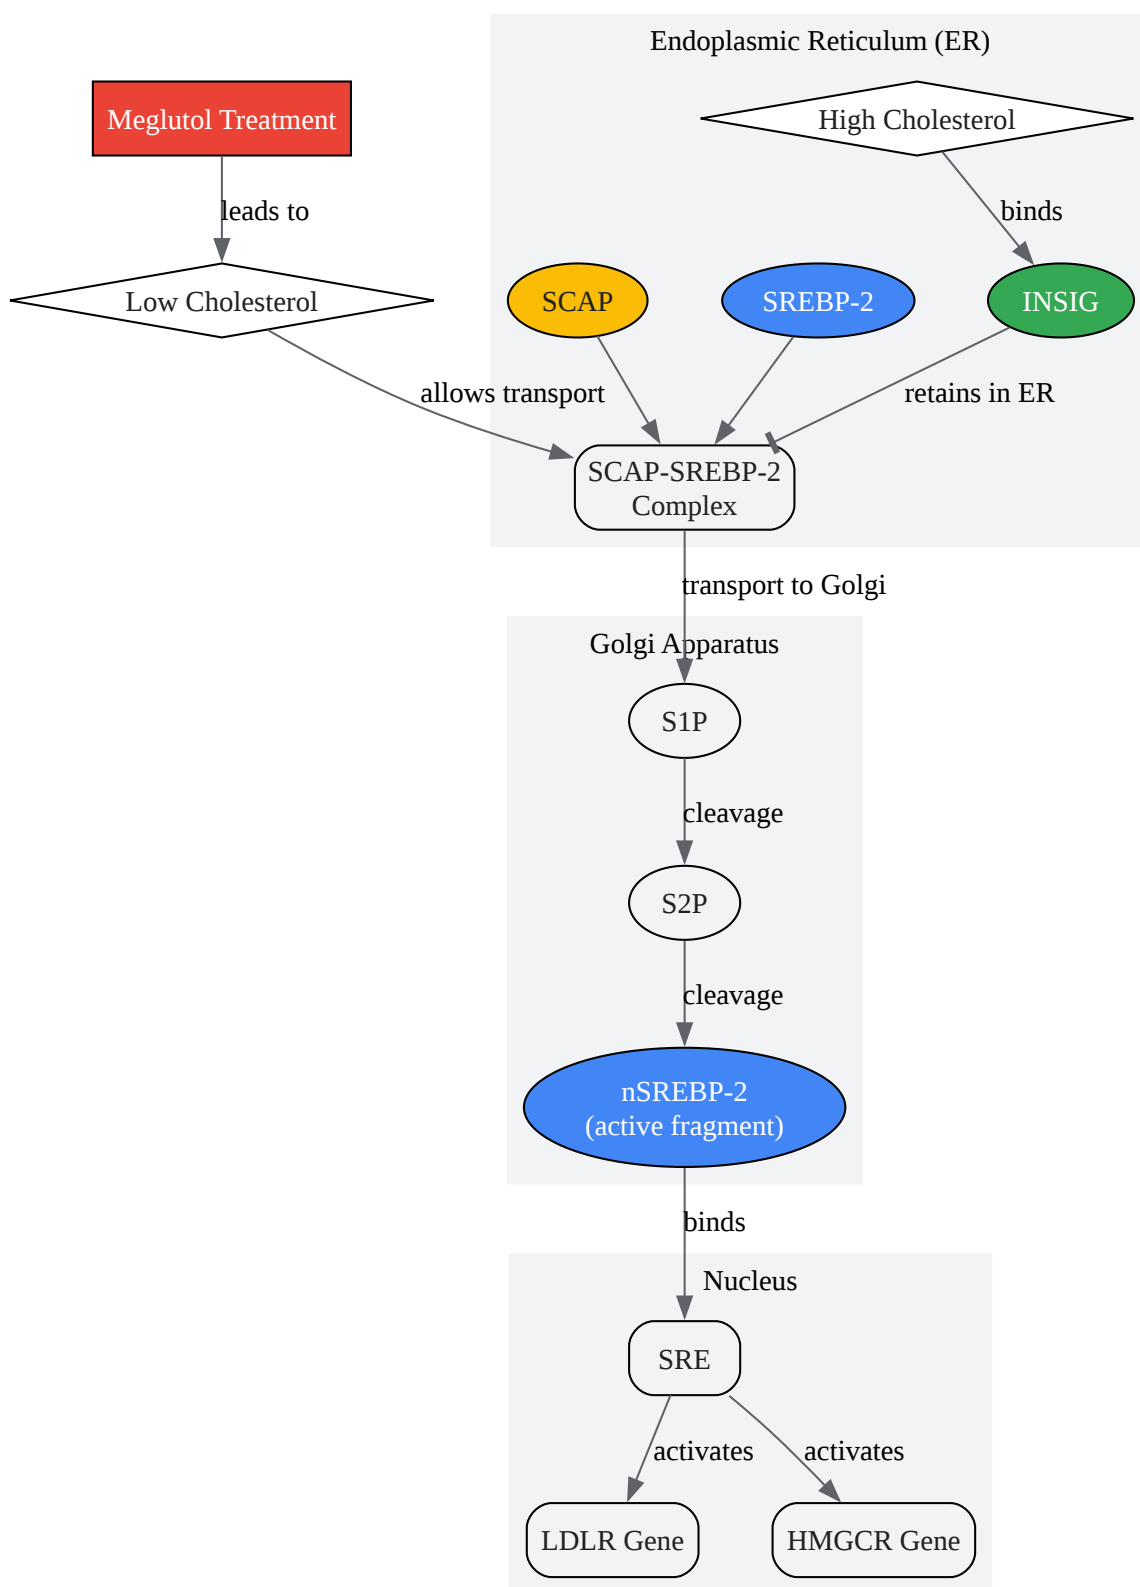 Endoplasmic Reticulum (ER)
Meglutol Treatment
High Cholesterol
leads to
binds
Low Cholesterol
SCAP
SREBP-2
INSIG
allows transport
retains in ER
SCAP-SREBP-2
Complex
transport to Golgi
Golgi Apparatus
S1P
cleavage
S2P
cleavage
nSREBP-2
(active fragment)
binds
Nucleus
SRE
activates
activates
LDLR Gene
HMGCR Gene